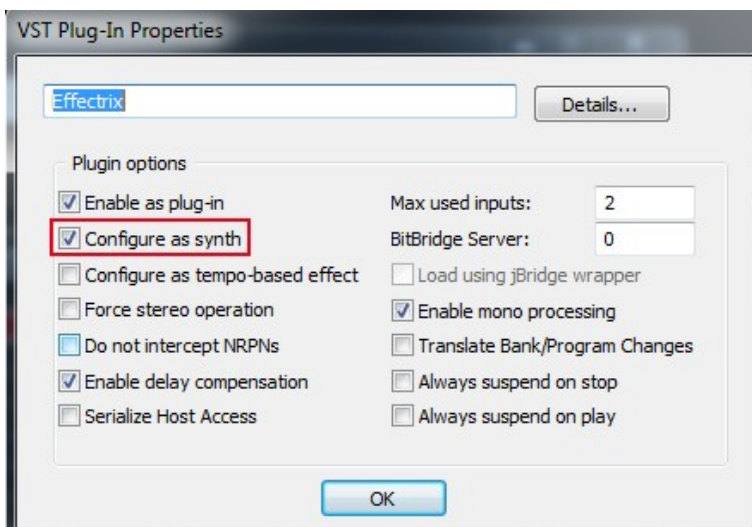 VST Plug-In Properties
Effectrix
Details...
Plugin options
Enable as plug-in
Max used inputs: 2
Configure as synth
BitBridge Server: 0
Configure as tempo-based effect
Load using jBridge wrapper
Force stereo operation
Enable mono processing
Do not intercept NRPNs
Translate Bank/Program Changes
Enable delay compensation
Always suspend on stop
Serialize Host Access
Always suspend on play
OK